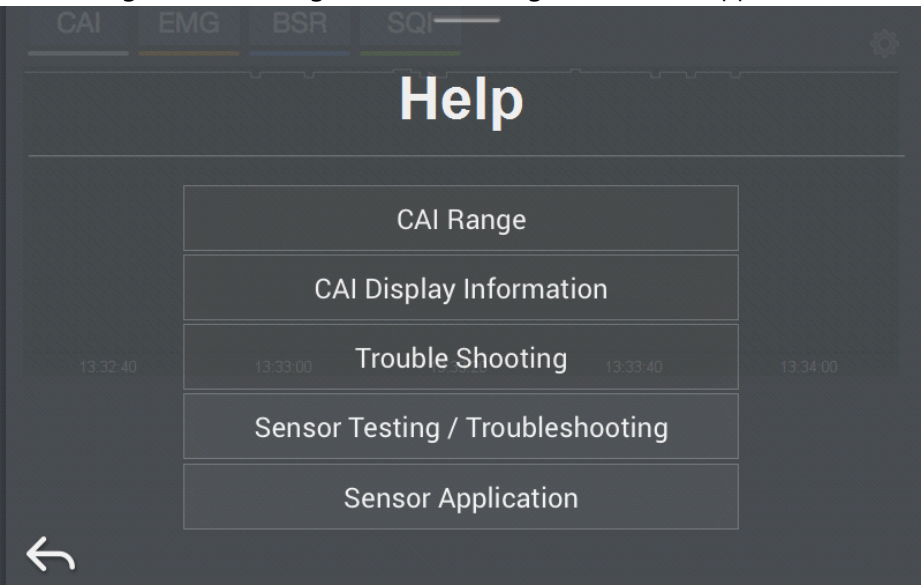 CAI EMG BSR SQI
Help
CAI Range
CAI Display Information
13:32:40 13:33:00 Trouble Shooting 13:33:40 13:34:00
Sensor Testing / Troubleshooting
Sensor Application